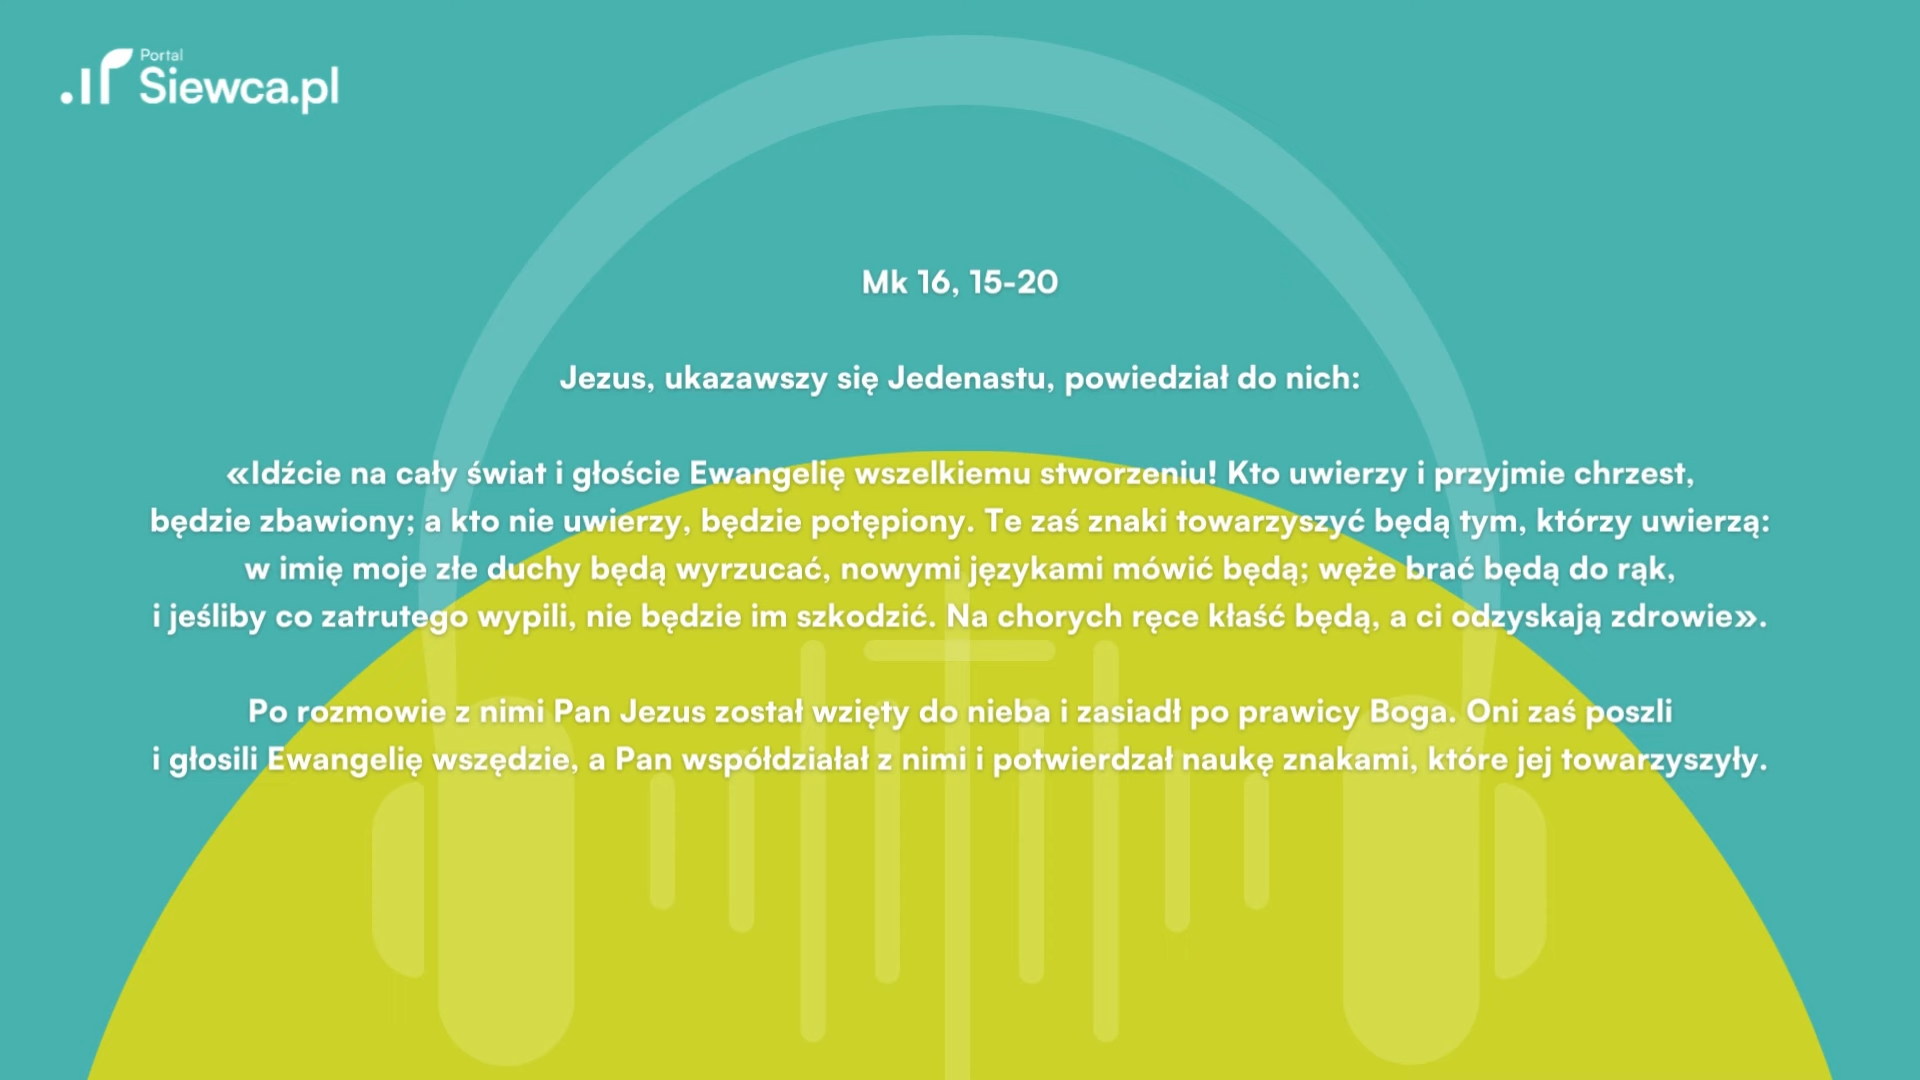 Portal
Siewca.pl
Mk 16, 15-20
Jezus, ukazawszy się Jedenastu, powiedział do nich:
«Idźcie na cały świat i głoście Ewangelię wszelkiemu stworzeniu! Kto uwierzy i przyjmie chrzest,
będzie zbawiony; a kto nie uwierzy, będzie potępiony. Te zaś znaki towarzyszyć będą tym, którzy uwierzą:
w imię moje złe duchy będą wyrzucać, nowymi językami mówić będą; węże brać będą do rąk,
i jeśliby co zatrutego wypili, nie będzie im szkodzić. Na chorych ręce kłaść będą, a ci odzyskają zdrowie».
Po rozmowie z nimi Pan Jezus został wzięty do nieba i zasiadł po prawicy Boga. Oni zaś poszli
i głosili Ewangelię wszędzie, a Pan współdziałał z nimi i potwierdzał naukę znakami, które jej towarzyszyły.